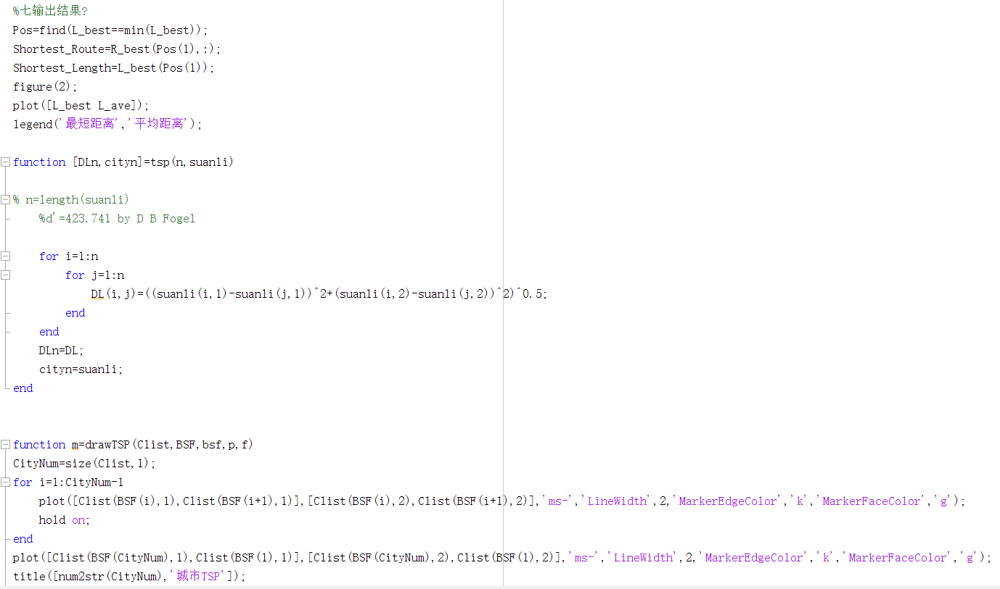 %七输出结果?
Pos=find(L_best==min(L_best));
Shortest_Route=R_best(Pos(1),:);
Shortest_Length=L_best(Pos(1));
figure(2);
plot([L_best L_ave]);
legend('最短距离','平均距离');
function [DLn,cityn]=tsp(n,suanli)
% n=length(suanli)
%d'=423.741 by D B Fogel
for i=1:n
for j=1:n
DL(i,j)=((suanli(i,1)-suanli(j,1))^2+(suanli(i,2)-suanli(j,2))^2)^0.5;
end
end
DLn=DL;
cityn=suanli;
end
function m=drawTSP(Clist,BSF,bsf,p,f)
CityNum=size(Clist,1);
for i=1:CityNum-1
plot([Clist(BSF(i),1),Clist(BSF(i+1),1)],[Clist(BSF(i),2),Clist(BSF(i+1),2)],'ms-','LineWidth',2,'MarkerEdgeColor','k','MarkerFaceColor','g');
hold on;
end
plot([Clist(BSF(CityNum),1),Clist(BSF(1),1)],[Clist(BSF(CityNum),2),Clist(BSF(1),2)],'ms-','LineWidth',2,'MarkerEdgeColor','k','MarkerFaceColor','g');
title([num2str(CityNum),'城市TSP']);